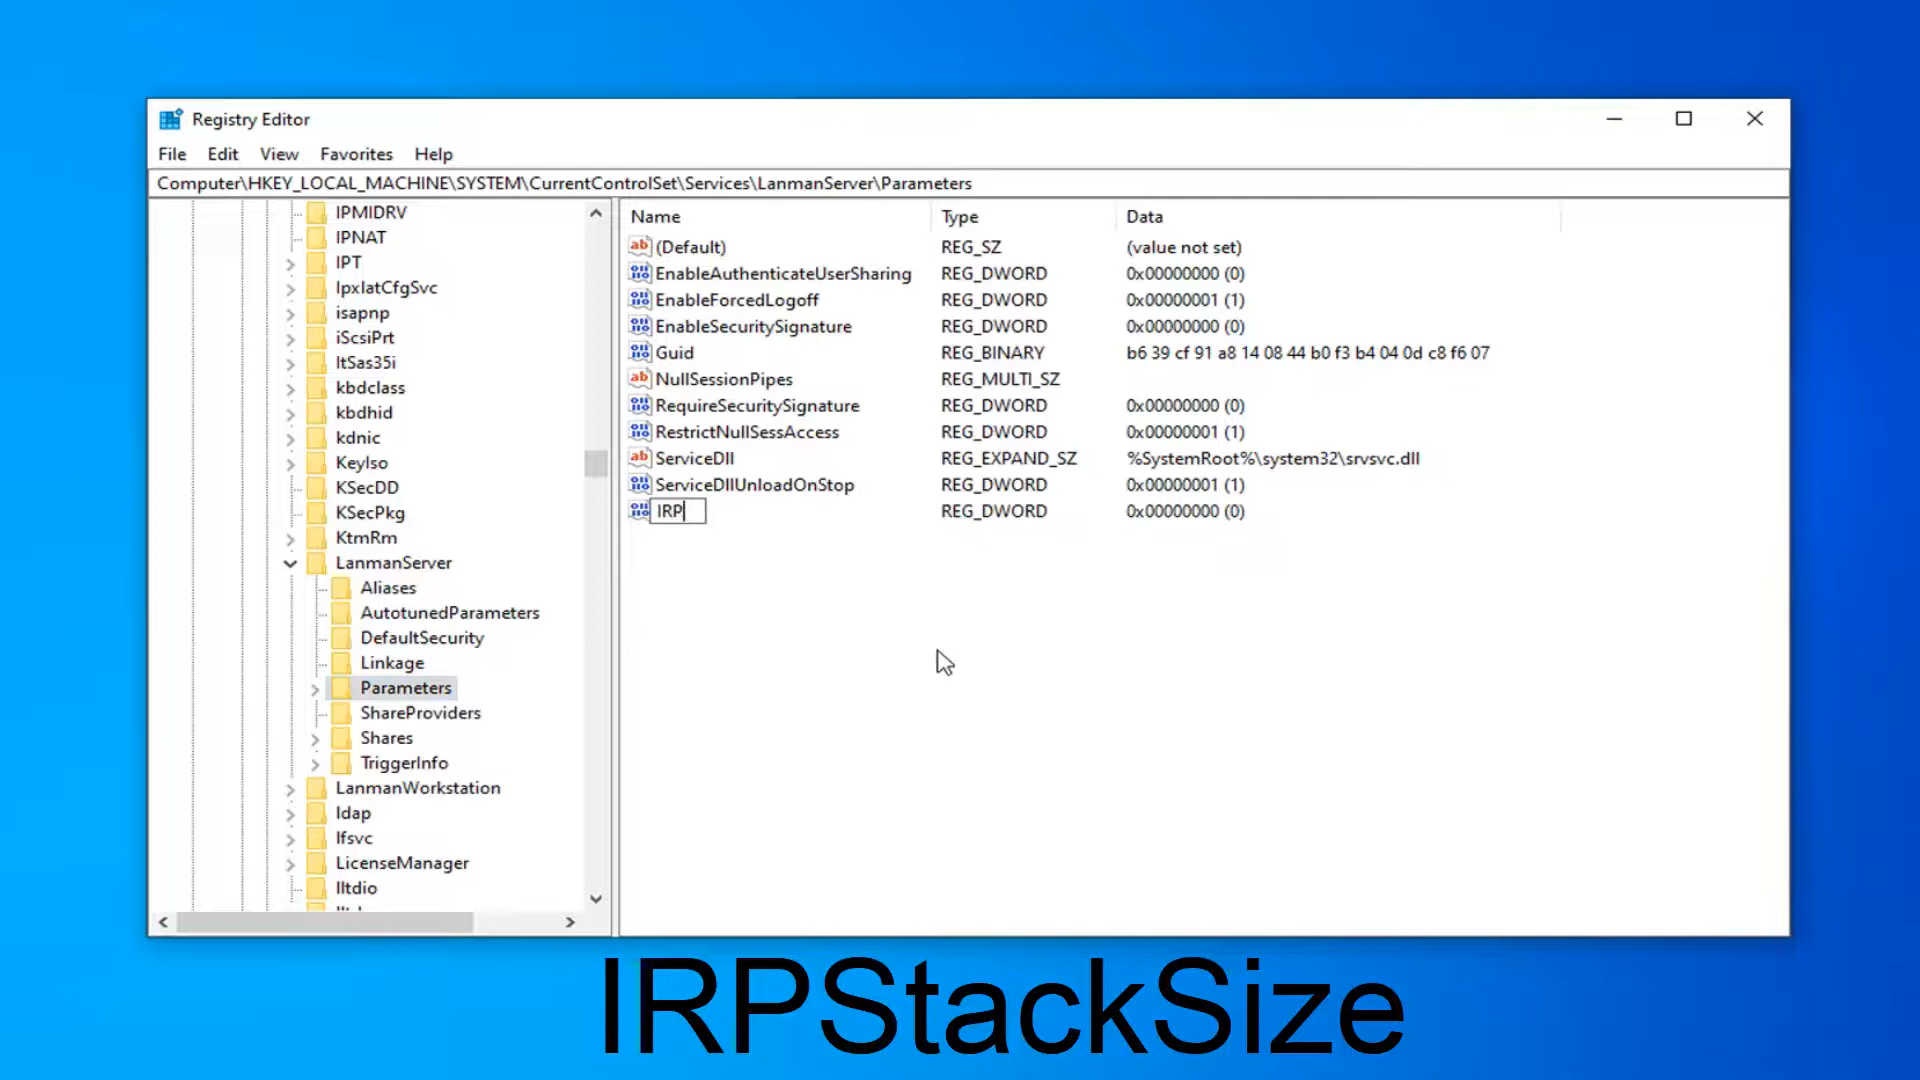 Registry Editor
File Edit View Favorites Help
Computer\HKEY_LOCAL_MACHINE\SYSTEM\CurrentControlSet\Services\LanmanServer\Parameters
IPMIDRV
IPNAT
IPT
IpxlatCfgSvc
isapnp
iScsiPrt
ItSas35i
kbdclass
kbdhid
kdnic
KeyIso
KSecDD
KSecPkg
KtmRm
LanmanServer
Aliases
AutotunedParameters
DefaultSecurity
Linkage
Parameters
ShareProviders
Shares
TriggerInfo
LanmanWorkstation
ldap
lfsvc
LicenseManager
lltdio
Name Type Data
(Default) REG_SZ (value not set)
EnableAuthenticateUserSharing REG_DWORD 0x00000000 (0)
EnableForcedLogoff REG_DWORD 0x00000001 (1)
EnableSecuritySignature REG_DWORD 0x00000000 (0)
Guid REG_BINARY b6 39 cf 91 a8 14 08 44 b0 f3 b4 04 0d c8 f6 07
NullSessionPipes REG_MULTI_SZ
RequireSecuritySignature REG_DWORD 0x00000000 (0)
RestrictNullSessAccess REG_DWORD 0x00000001 (1)
ServiceDll REG_EXPAND_SZ %SystemRoot%\system32\srvsvc.dll
ServiceDllUnloadOnStop REG_DWORD 0x00000001 (1)
IRP REG_DWORD 0x00000000 (0)
IRPStackSize